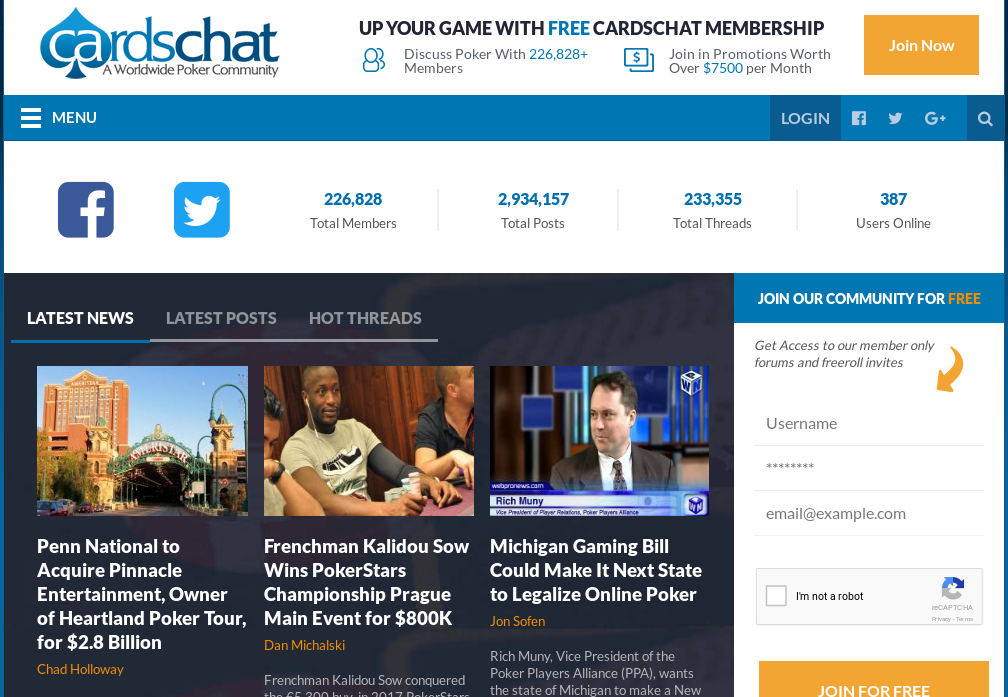 cardschat
A Worldwide Poker Community
UP YOUR GAME WITH FREE CARDSCHAT MEMBERSHIP
Discuss Poker With 226,828+
Members
Join in Promotions Worth
Over $7500 per Month
Join Now
MENU
LOGIN
226,828
Total Members
2,934,157
Total Posts
233,355
Total Threads
387
Users Online
LATEST NEWS
LATEST POSTS
HOT THREADS
AMERISTAR
webpronews.com
Rich Muny
Vice President of Player Relations, Poker Players Alliance
Penn National to
Acquire Pinnacle
Entertainment, Owner
of Heartland Poker Tour,
for $2.8 Billion
Chad Holloway
Frenchman Kalidou Sow
Wins PokerStars
Championship Prague
Main Event for $800K
Dan Michalski
Frenchman Kalidou Sow conquered
the €5,300 buy-in 2017 PokerStars
Michigan Gaming Bill
Could Make It Next State
to Legalize Online Poker
Jon Sofen
Rich Muny, Vice President of the
Poker Players Alliance (PPA), wants
the state of Michigan to make a New
JOIN OUR COMMUNITY FOR FREE
Get Access to our member only
forums and freeroll invites
Username
********
email@example.com
I'm not a robot
reCAPTCHA
Privacy - Terms
JOIN FOR FREE